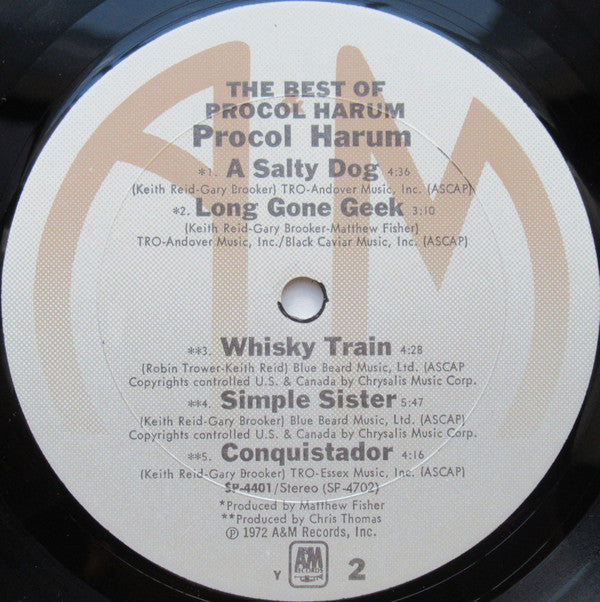 THE BEST OF
PROCOL HARUM
Procol Harum
*1. A Salty Dog 4:36
(Keith Reid-Gary Brooker) TRO-Andover Music, Inc. (ASCAP)
*2. Long Gone Geek 3:10
(Keith Reid-Gary Brooker-Matthew Fisher)
TRO-Andover Music, Inc./Black Caviar Music, Inc. (ASCAP)
**3. Whisky Train 4:28
(Robin Trower-Keith Reid) Blue Beard Music, Ltd. (ASCAP
Copyrights controlled U.S. & Canada by Chrysalis Music Corp.
**4. Simple Sister 5:47
(Keith Reid-Gary Brooker) Blue Beard Music, Ltd. (ASCAP)
Copyrights controlled U.S. & Canada by Chrysalis Music Corp.
**5. Conquistador 4:16
(Keith Reid-Gary Brooker) TRO-Essex Music, Inc. (ASCAP)
SP-4401/Stereo (SP-4702)
*Produced by Matthew Fisher
**Produced by Chris Thomas
℗ 1972 A&M Records, Inc.
Y A&M RECORDS 2